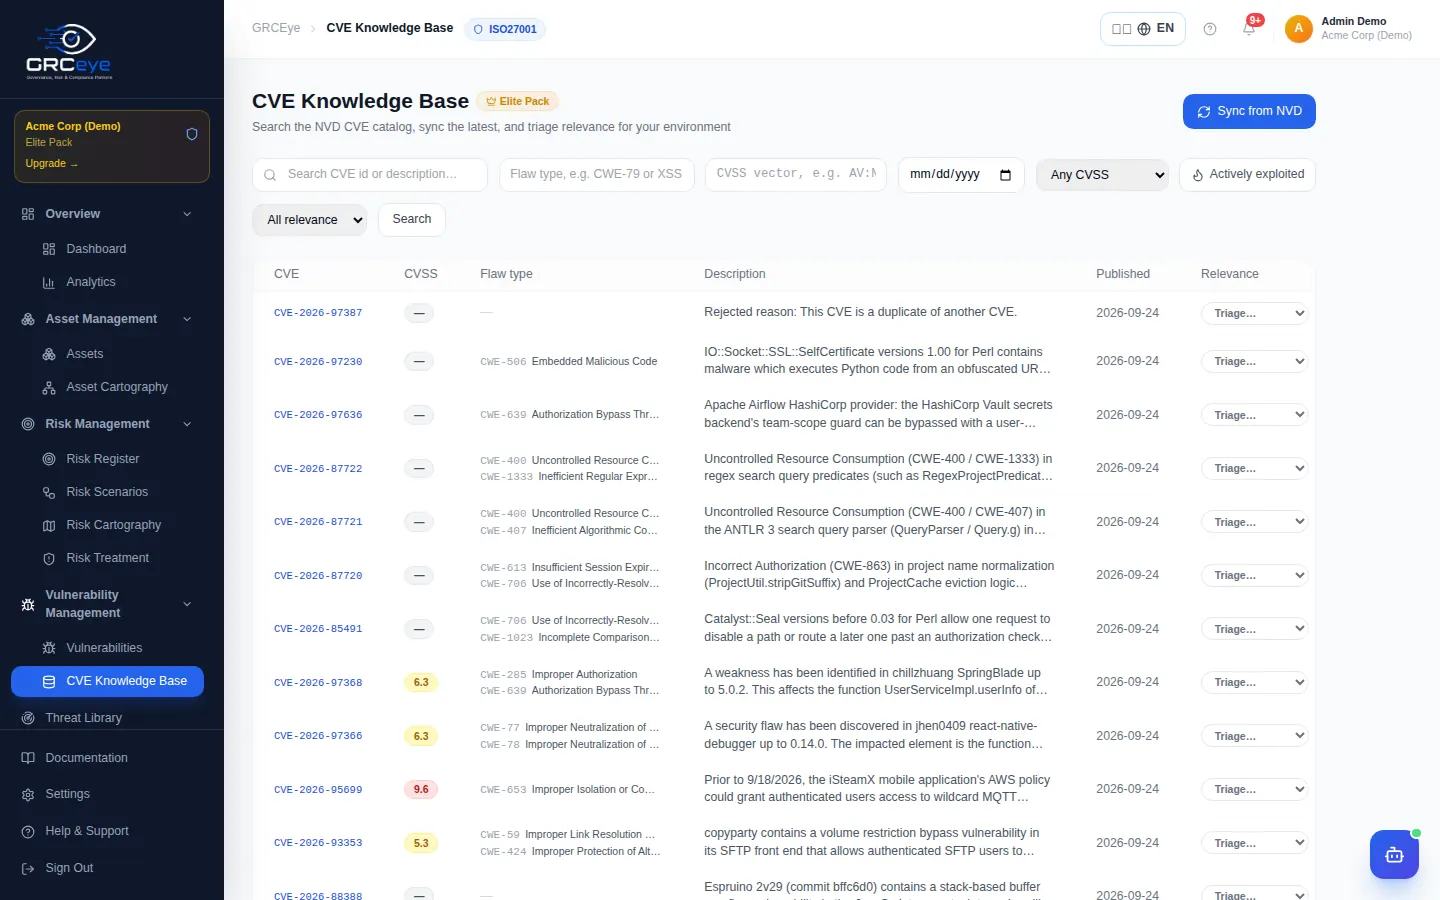 GRCeye
Governance, Risk & Compliance Platform
Acme Corp (Demo)
Elite Pack
Upgrade →
Overview
Dashboard
Analytics
Asset Management
Assets
Asset Cartography
Risk Management
Risk Register
Risk Scenarios
Risk Cartography
Risk Treatment
Vulnerability
Management
Vulnerabilities
CVE Knowledge Base
Threat Library
Documentation
Settings
Help & Support
Sign Out
GRCEye
CVE Knowledge Base
ISO27001
EN
9+
A
Admin Demo
Acme Corp (Demo)
CVE Knowledge Base Elite Pack
Search the NVD CVE catalog, sync the latest, and triage relevance for your environment
Sync from NVD
Search CVE id or description…
Flaw type, e.g. CWE-79 or XSS
CVSS vector, e.g. AV:N
mm/dd/yyyy
Any CVSS
Actively exploited
All relevance
Search
CVE CVSS Flaw type Description Published Relevance
CVE-2026-97387 — — Rejected reason: This CVE is a duplicate of another CVE. 2026-09-24 Triage…
CVE-2026-97230 — CWE-506 Embedded Malicious Code
IO::Socket::SSL::SelfCertificate versions 1.00 for Perl contains
malware which executes Python code from an obfuscated UR…
2026-09-24 Triage…
CVE-2026-97636 — CWE-639 Authorization Bypass Thr…
Apache Airflow HashiCorp provider: the HashiCorp Vault secrets
backend's team-scope guard can be bypassed with a user-…
2026-09-24 Triage…
CVE-2026-87722 —
CWE-400 Uncontrolled Resource C…
CWE-1333 Inefficient Regular Expr…
Uncontrolled Resource Consumption (CWE-400 / CWE-1333) in
regex search query predicates (such as RegexProjectPredicat…
2026-09-24 Triage…
CVE-2026-87721 —
CWE-400 Uncontrolled Resource C…
CWE-407 Inefficient Algorithmic Co…
Uncontrolled Resource Consumption (CWE-400 / CWE-407) in
the ANTLR 3 search query parser (QueryParser / Query.g) in…
2026-09-24 Triage…
CVE-2026-87720 —
CWE-613 Insufficient Session Expir…
CWE-706 Use of Incorrectly-Resolv…
Incorrect Authorization (CWE-863) in project name normalization
(ProjectUtil.stripGitSuffix) and ProjectCache eviction logic…
2026-09-24 Triage…
CVE-2026-85491 —
CWE-706 Use of Incorrectly-Resolv…
CWE-1023 Incomplete Comparison…
Catalyst::Seal versions before 0.03 for Perl allow one request to
disable a path or route a later one past an authorization check…
2026-09-24 Triage…
CVE-2026-97368 6.3
CWE-285 Improper Authorization
CWE-639 Authorization Bypass Thr…
A weakness has been identified in chillzhuang SpringBlade up
to 5.0.2. This affects the function UserServiceImpl.userInfo of…
2026-09-24 Triage…
CVE-2026-97366 6.3
CWE-77 Improper Neutralization of …
CWE-78 Improper Neutralization of …
A security flaw has been discovered in jhen0409 react-native-
debugger up to 0.14.0. The impacted element is the function…
2026-09-24 Triage…
CVE-2026-95699 9.6 CWE-653 Improper Isolation or Co…
Prior to 9/18/2026, the iSteamX mobile application's AWS policy
could grant authenticated users access to wildcard MQTT…
2026-09-24 Triage…
CVE-2026-93353 5.3
CWE-59 Improper Link Resolution …
CWE-424 Improper Protection of Alt…
copyparty contains a volume restriction bypass vulnerability in
its SFTP front end that allows authenticated SFTP users to…
2026-09-24 Triage…
CVE-2026-88388 — —
Espruino 2v29 (commit bffc6d0) contains a stack-based buffer
2026-09-24 Triage…